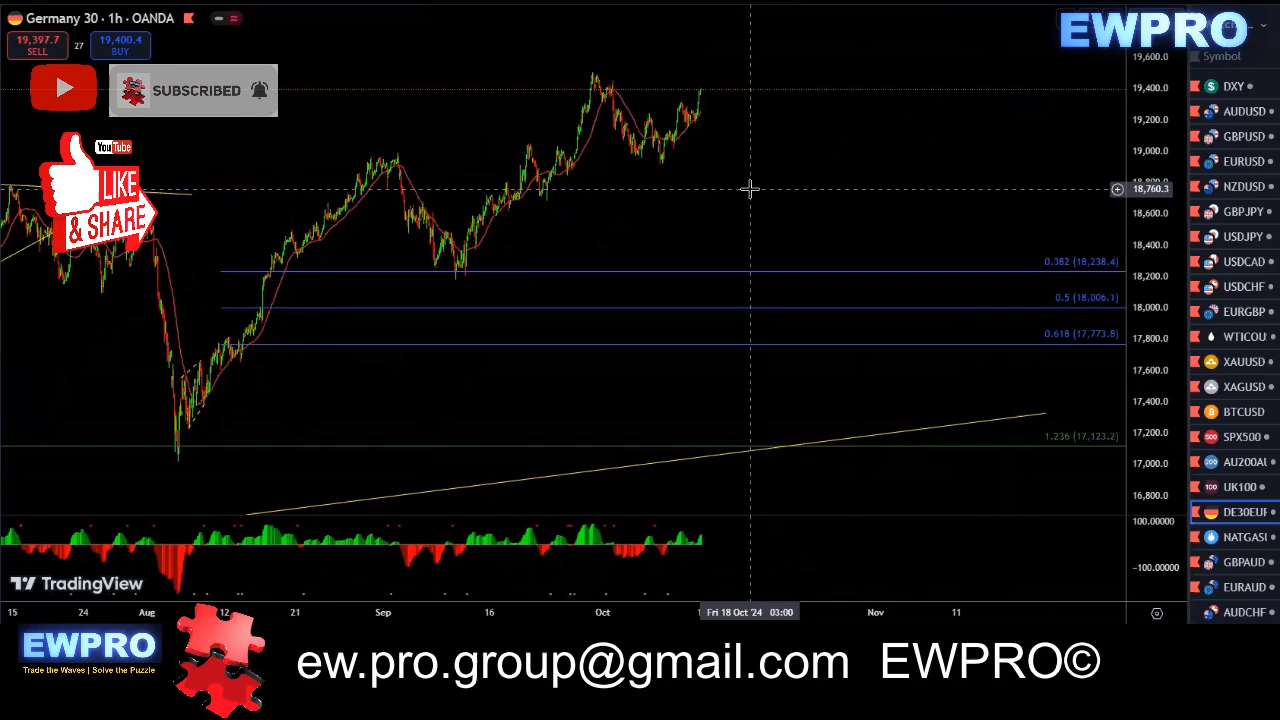 Germany 30 · 1h · OANDA
19,397.7
SELL
27
19,400.4
BUY
EWPRO
Symbol
SUBSCRIBED
YouTube
LIKE
& SHARE
19,600.0
19,400.0
19,200.0
19,000.0
18,760.3
18,600.0
18,400.0
18,200.0
18,000.0
17,800.0
17,600.0
17,400.0
17,200.0
17,000.0
16,800.0
100.00000
-100.00000
0.382 (18,238.4)
0.5 (18,006.1)
0.618 (17,773.8)
1.236 (17,123.2)
DXY
AUDUSD
GBPUSD
EURUSD
NZDUSD
GBPJPY
USDJPY
USDCAD
USDCHF
EURGBP
WTICOU
XAUUSD
XAGUSD
BTCUSD
SPX500
AU200AU
UK100
DE30EUR
NATGASU
GBPAUD
EURAUD
AUDCHF
TradingView
15 24 Aug 12 21 Sep 16 Oct Fri 18 Oct '24 03:00 Nov 11
EWPRO
Trade the Waves | Solve the Puzzle
ew.pro.group@gmail.com EWPRO©